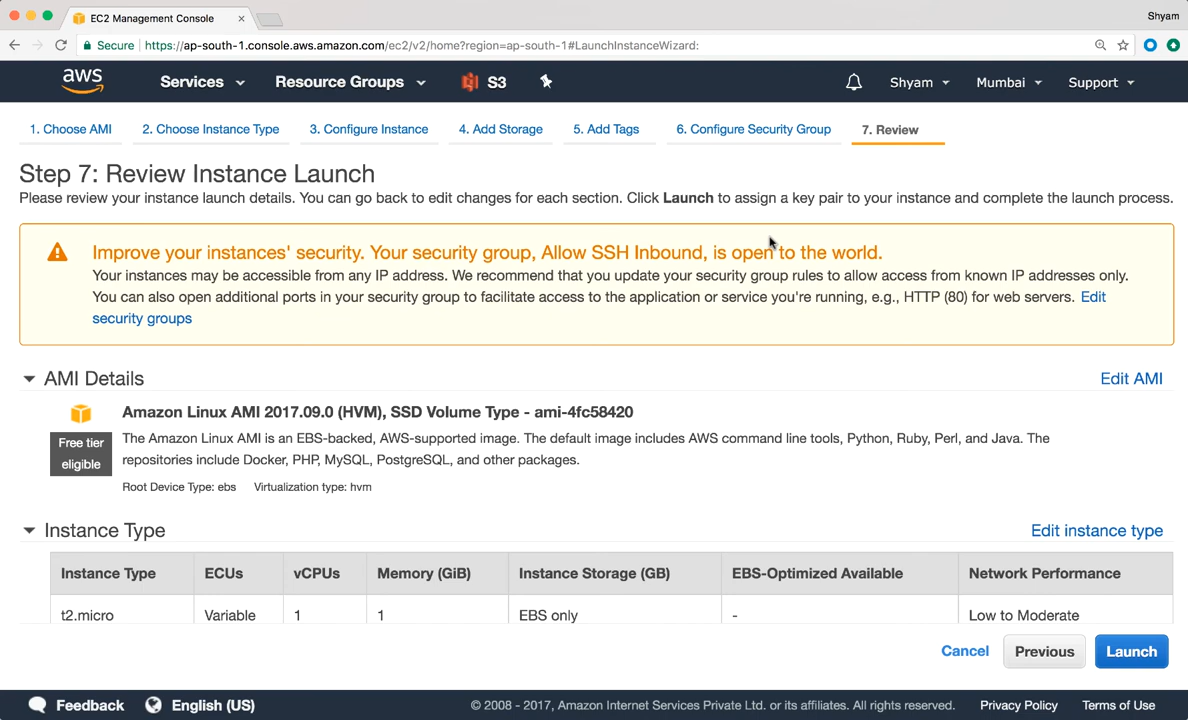 EC2 Management Console
Shyam
Secure https://ap-south-1.console.aws.amazon.com/ec2/v2/home?region=ap-south-1#LaunchInstanceWizard:
aws Services Resource Groups S3 Shyam Mumbai Support
1. Choose AMI 2. Choose Instance Type 3. Configure Instance 4. Add Storage 5. Add Tags 6. Configure Security Group 7. Review
Step 7: Review Instance Launch
Please review your instance launch details. You can go back to edit changes for each section. Click Launch to assign a key pair to your instance and complete the launch process.
Improve your instances' security. Your security group, Allow SSH Inbound, is open to the world.
Your instances may be accessible from any IP address. We recommend that you update your security group rules to allow access from known IP addresses only.
You can also open additional ports in your security group to facilitate access to the application or service you're running, e.g., HTTP (80) for web servers. Edit
security groups
AMI Details Edit AMI
Amazon Linux AMI 2017.09.0 (HVM), SSD Volume Type - ami-4fc58420
Free tier
eligible
The Amazon Linux AMI is an EBS-backed, AWS-supported image. The default image includes AWS command line tools, Python, Ruby, Perl, and Java. The
repositories include Docker, PHP, MySQL, PostgreSQL, and other packages.
Root Device Type: ebs Virtualization type: hvm
Instance Type Edit instance type
Instance Type ECUs vCPUs Memory (GiB) Instance Storage (GB) EBS-Optimized Available Network Performance
t2.micro Variable 1 1 EBS only - Low to Moderate
Cancel Previous Launch
Feedback English (US) © 2008 - 2017, Amazon Internet Services Private Ltd. or its affiliates. All rights reserved. Privacy Policy Terms of Use